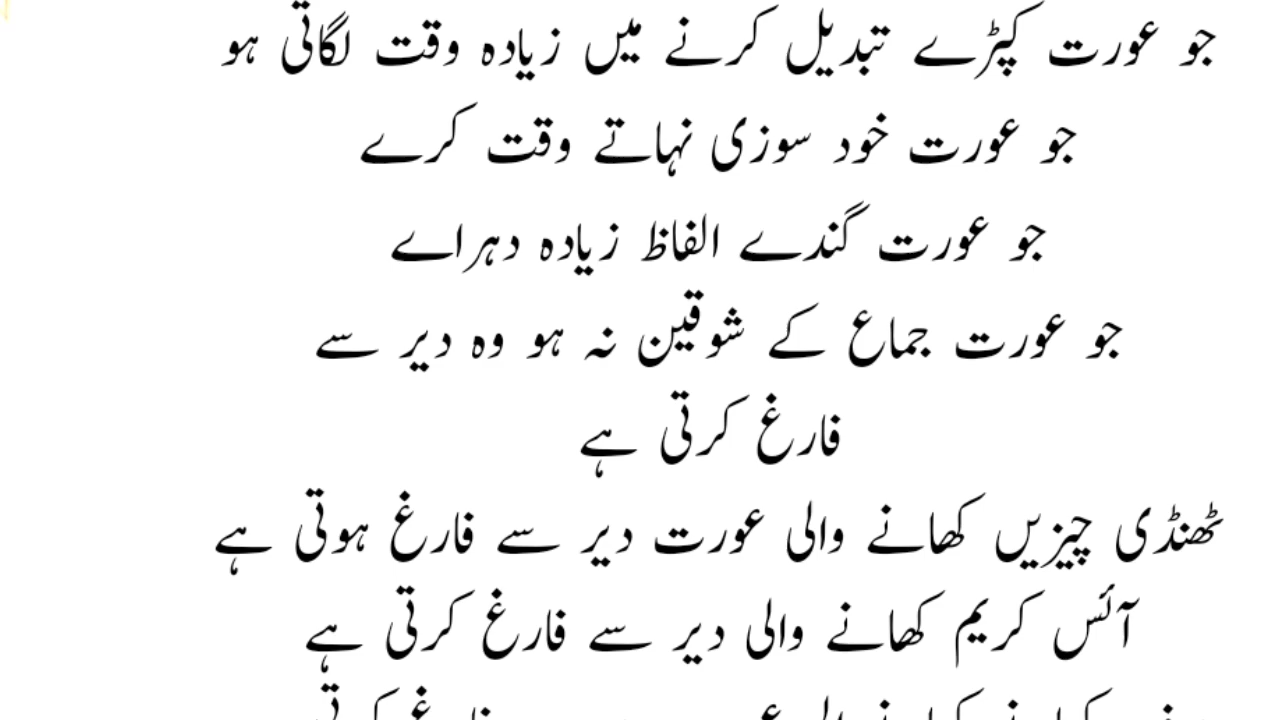 جو عورت کپڑے تبدیل کرنے میں زیادہ وقت لگاتی ہو
جو عورت خود سوزی نہاتے وقت کرے
جو عورت گندے الفاظ زیادہ دہراے
جو عورت جماع کے شوقین نہ ہو وہ دیر سے
فارغ کرتی ہے
ٹھنڈی چیزیں کھانے والی عورت دیر سے فارغ ہوتی ہے
آئس کریم کھانے والی دیر سے فارغ کرتی ہے